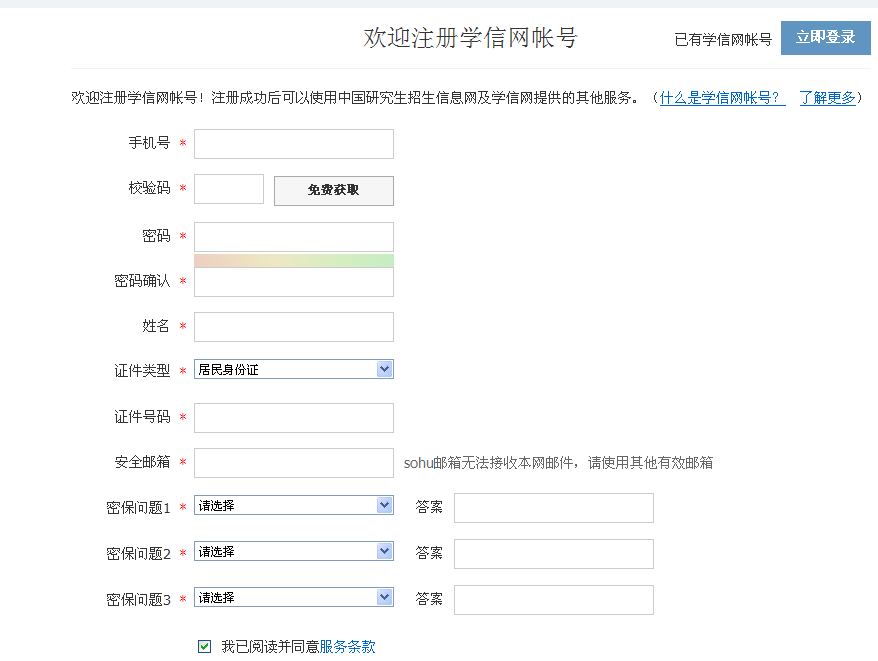 欢迎注册学信网帐号
已有学信网帐号 立即登录
欢迎注册学信网帐号！注册成功后可以使用中国研究生招生信息网及学信网提供的其他服务。（什么是学信网帐号？ 了解更多）
手机号 *
校验码 * 免费获取
密码 *
密码确认 *
姓名 *
证件类型 * 居民身份证
证件号码 *
安全邮箱 * sohu邮箱无法接收本网邮件，请使用其他有效邮箱
密保问题1 * 请选择 答案
密保问题2 * 请选择 答案
密保问题3 * 请选择 答案
我已阅读并同意服务条款